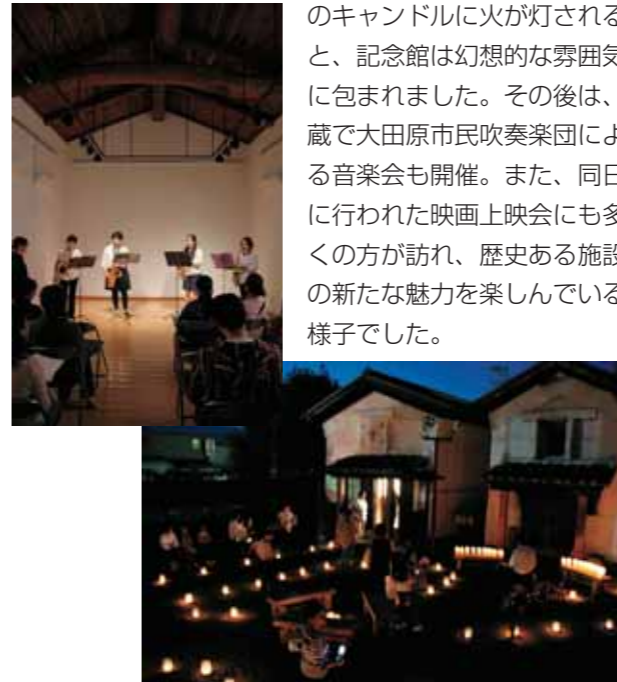 のキャンドルに火が灯される
と、記念館は幻想的な雰囲気
に包まれました。その後は、
蔵で大田原市民吹奏楽団によ
る音楽会も開催。また、同日
に行われた映画上映会にも多
くの方が訪れ、歴史ある施設
の新たな魅力を楽しんでいる
様子でした。